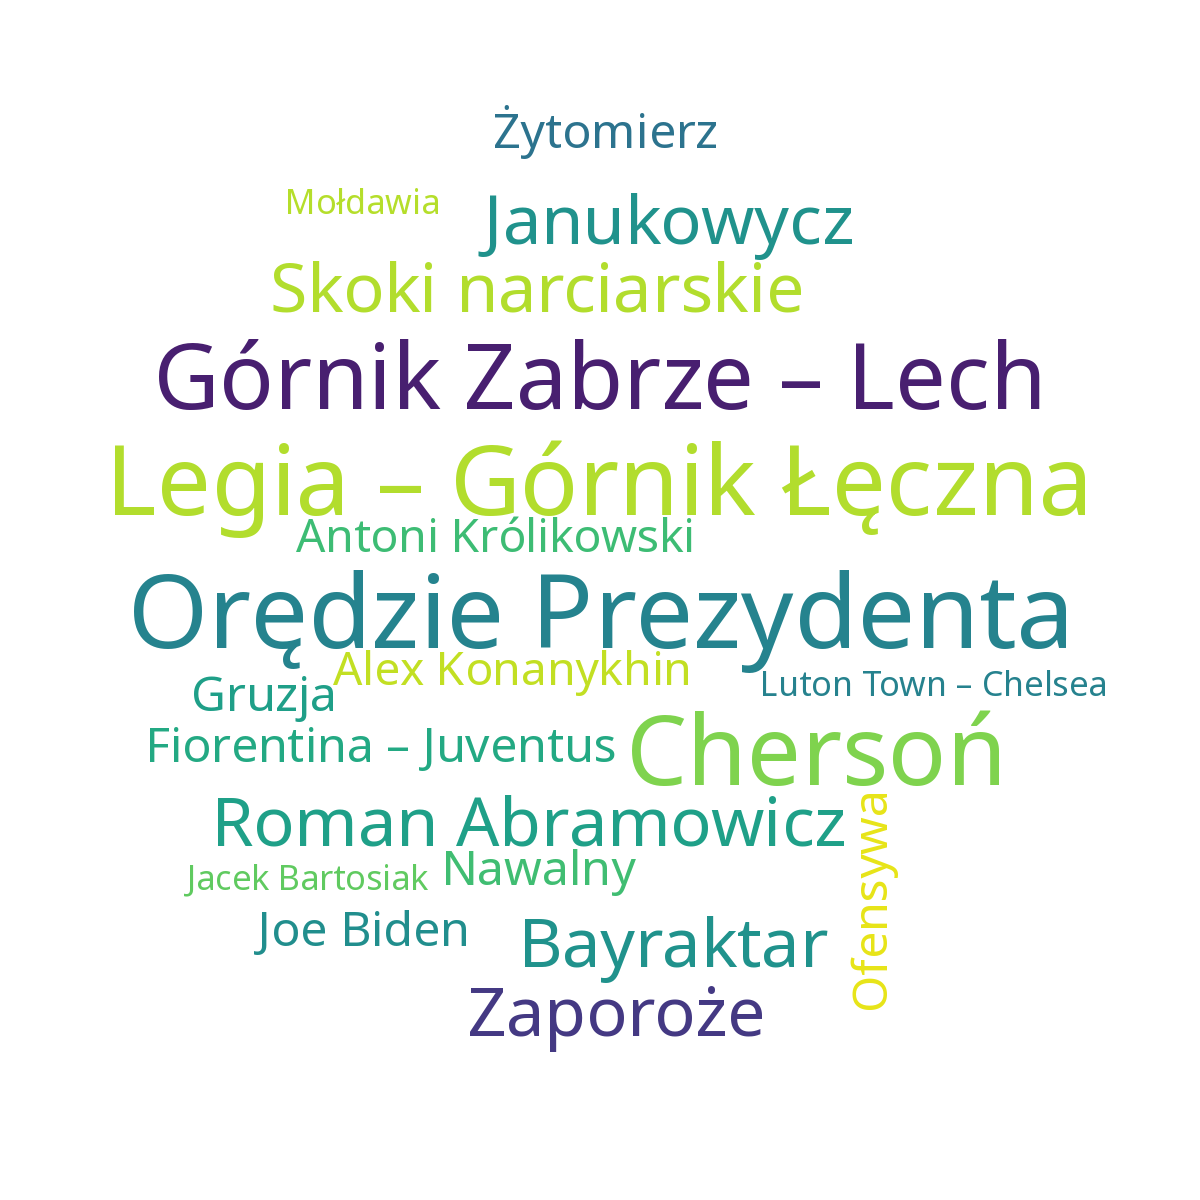 Żytomierz
Mołdawia
Janukowycz
Skoki narciarskie
Górnik Zabrze – Lech
Legia – Górnik Łęczna
Antoni Królikowski
Orędzie Prezydenta
Alex Konanykhin
Gruzja
Luton Town – Chelsea
Fiorentina – Juventus
Chersoń
Roman Abramowicz
Ofensywa
Jacek Bartosiak
Nawalny
Joe Biden
Bayraktar
Zaporoże